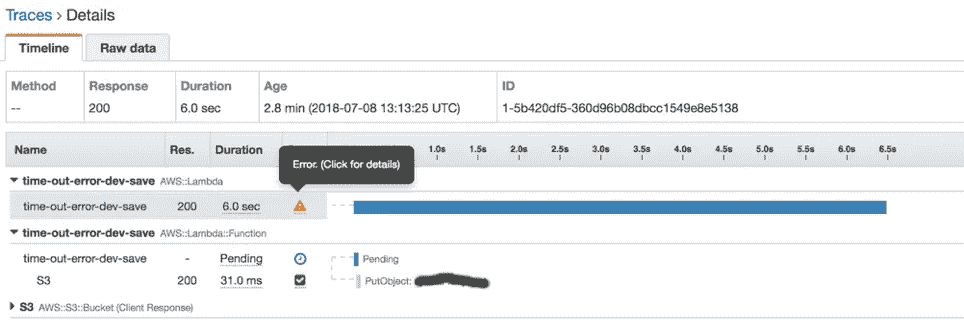 Traces > Details
Timeline Raw data
Method Response Duration Age ID
-- 200 6.0 sec 2.8 min (2018-07-08 13:13:25 UTC) 1-5b420df5-360d96b08dbcc1549e8e5138
Name Res. Duration 1.0s 1.5s 2.0s 2.5s 3.0s 3.5s 4.0s 4.5s 5.0s 5.5s 6.0s 6.5s
Error. (Click for details)
time-out-error-dev-save AWS::Lambda
time-out-error-dev-save 200 6.0 sec
time-out-error-dev-save AWS::Lambda::Function
time-out-error-dev-save - Pending Pending
S3 200 31.0 ms PutObject:
S3 AWS::S3::Bucket (Client Response)